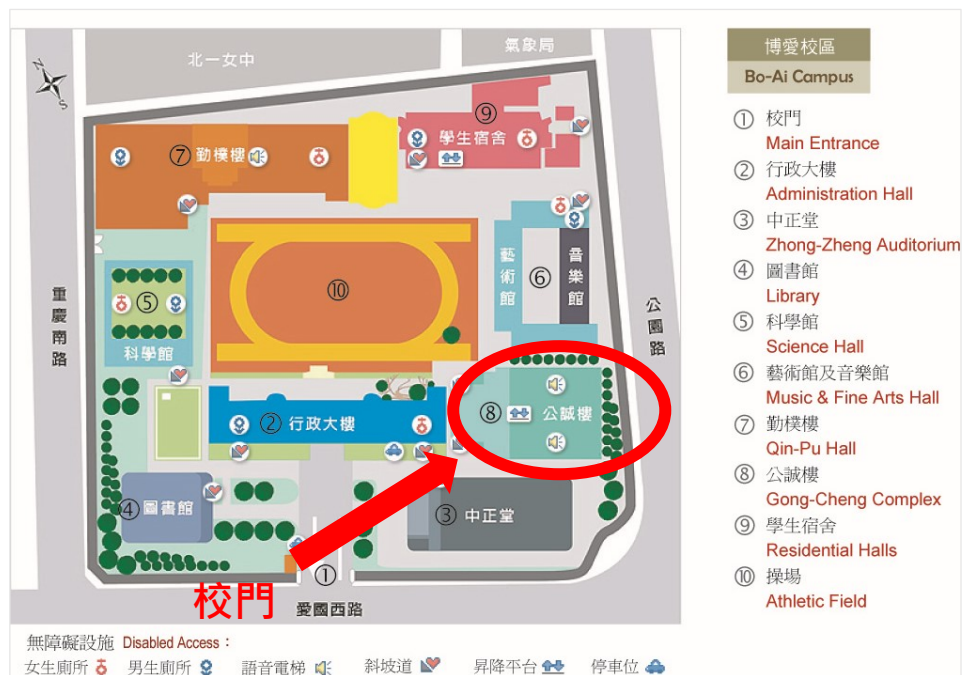 北一女中
氣象局
N
S
⑨
學生宿舍
⑦ 勤樸樓
藝術館
音樂館
⑥
⑩
⑤
科學館
重慶南路
公園路
② 行政大樓
⑧ 公誠樓
④ 圖書館
③ 中正堂
①
校門
愛國西路
博愛校區
Bo-Ai Campus
① 校門
Main Entrance
② 行政大樓
Administration Hall
③ 中正堂
Zhong-Zheng Auditorium
④ 圖書館
Library
⑤ 科學館
Science Hall
⑥ 藝術館及音樂館
Music & Fine Arts Hall
⑦ 勤樸樓
Qin-Pu Hall
⑧ 公誠樓
Gong-Cheng Complex
⑨ 學生宿舍
Residential Halls
⑩ 操場
Athletic Field
無障礙設施 Disabled Access：
女生廁所 男生廁所 語音電梯 斜坡道 昇降平台 停車位